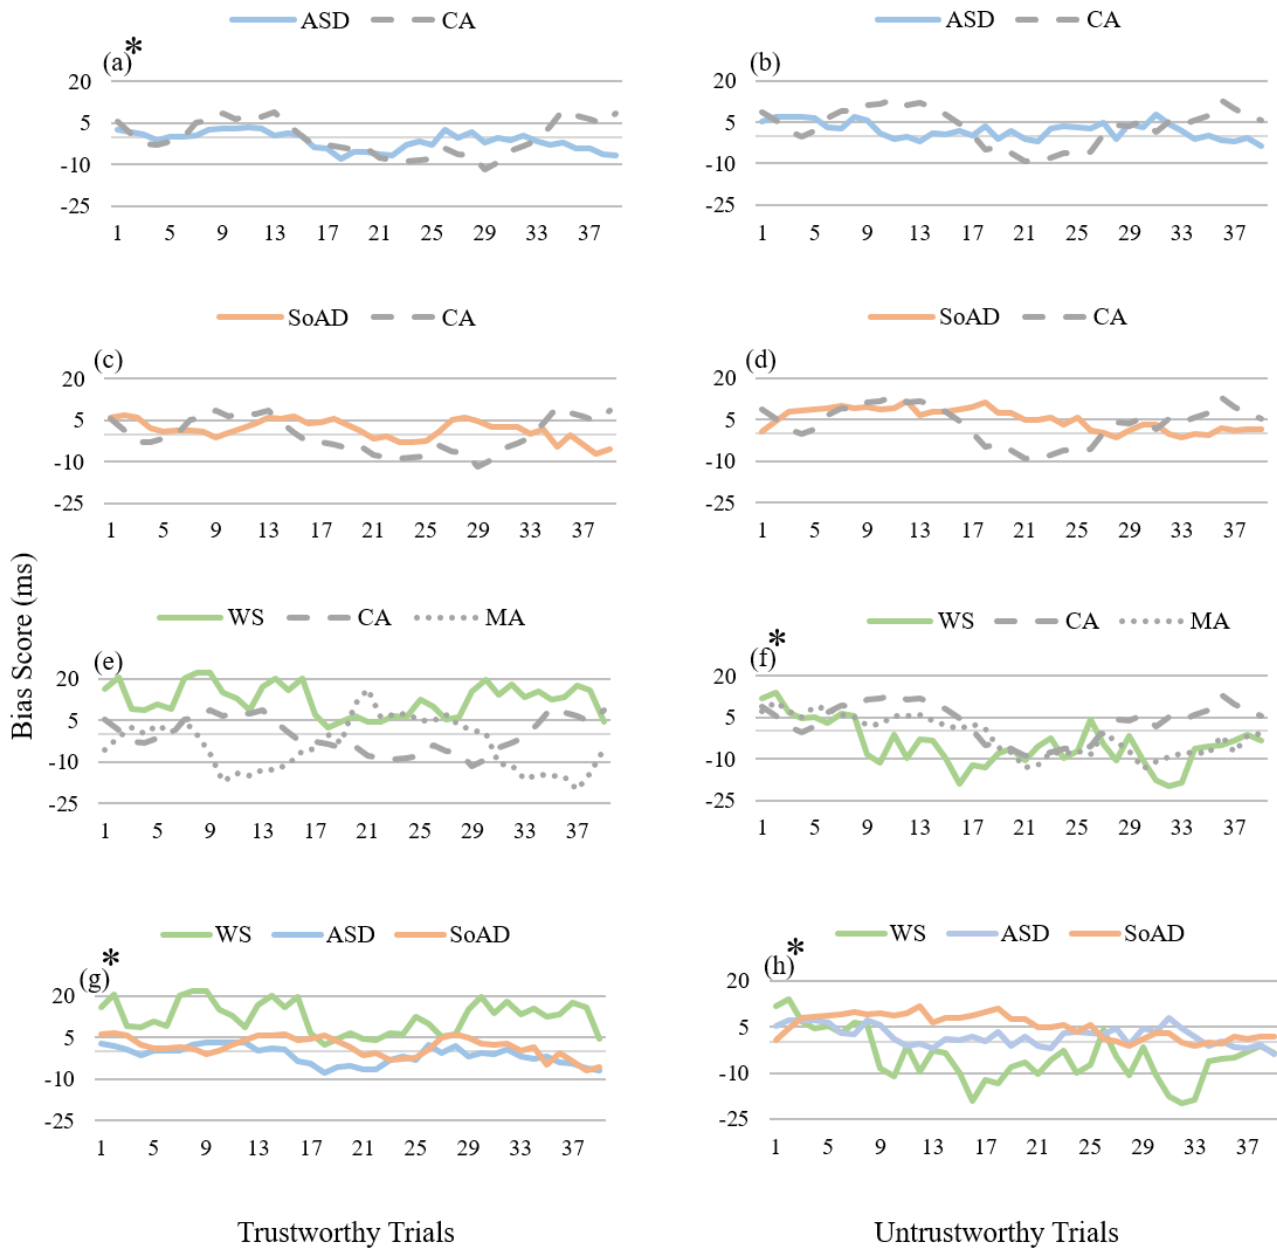 ASD CA
(a)*
20
5
-10
-25
1 5 9 13 17 21 25 29 33 37
ASD CA
(b)
20
5
-10
-25
1 5 9 13 17 21 25 29 33 37
SoAD CA
(c)
20
5
-10
-25
1 5 9 13 17 21 25 29 33 37
SoAD CA
(d)
20
5
-10
-25
1 5 9 13 17 21 25 29 33 37
Bias Score (ms)
WS CA MA
(e)
20
5
-10
-25
1 5 9 13 17 21 25 29 33 37
WS CA MA
(f)*
20
5
-10
-25
1 5 9 13 17 21 25 29 33 37
WS ASD SoAD
(g)*
20
5
-10
-25
1 5 9 13 17 21 25 29 33 37
WS ASD SoAD
(h)*
20
5
-10
-25
1 5 9 13 17 21 25 29 33 37
Trustworthy Trials
Untrustworthy Trials